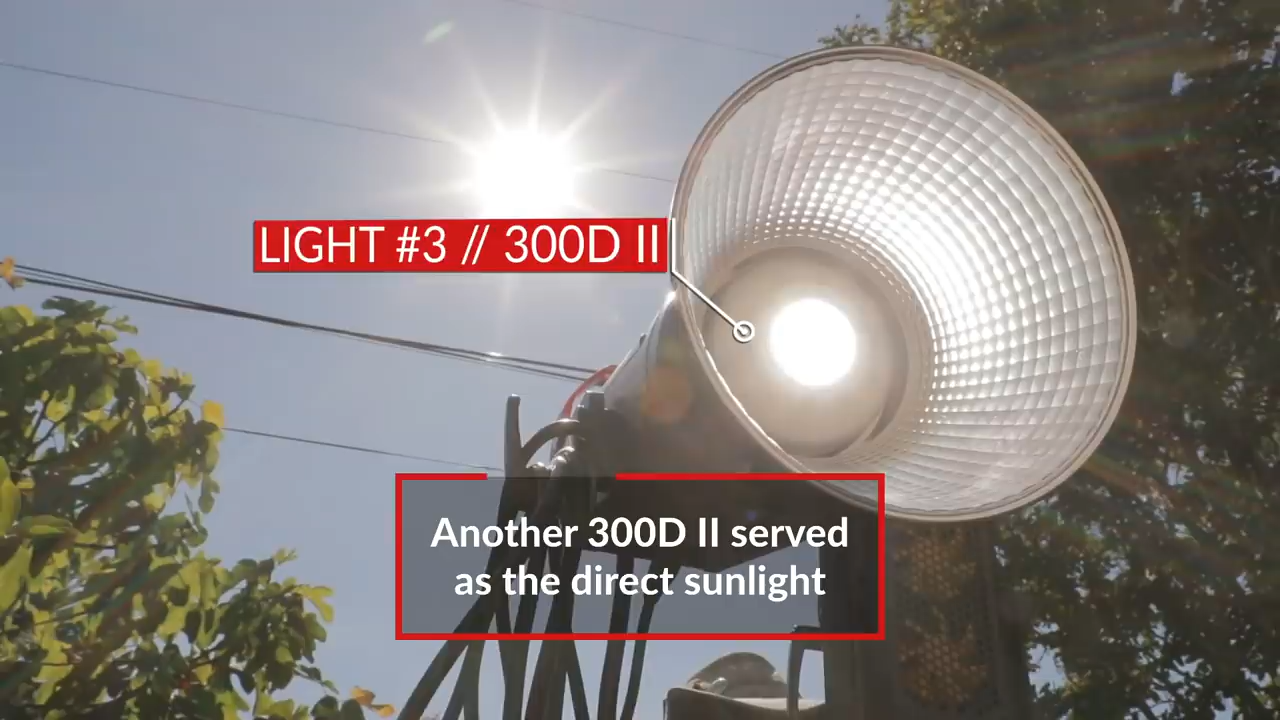 LIGHT #3 // 300D II
Another 300D II served
as the direct sunlight